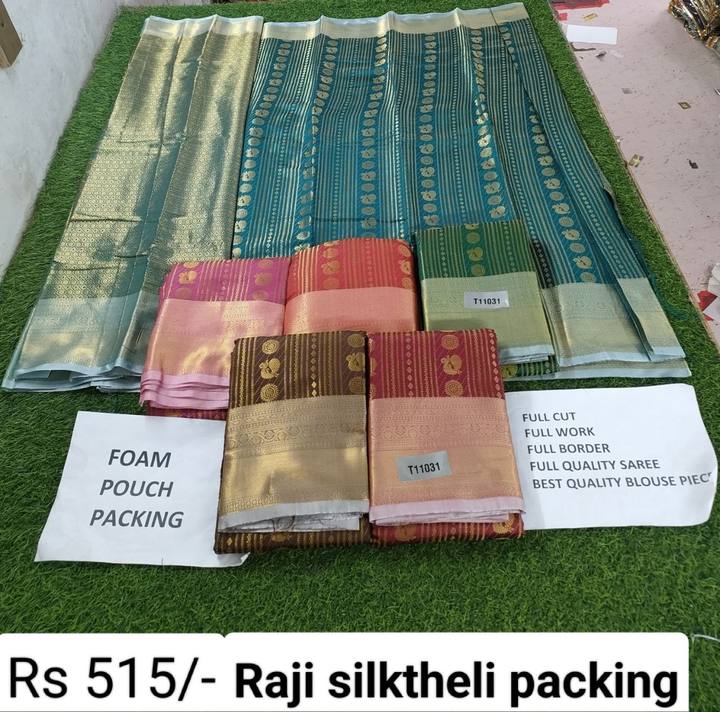 T11031
T11031
FOAM
POUCH
PACKING
FULL CUT
FULL WORK
FULL BORDER
FULL QUALITY SAREE
BEST QUALITY BLOUSE PIEC
Rs 515/- Raji silktheli packing